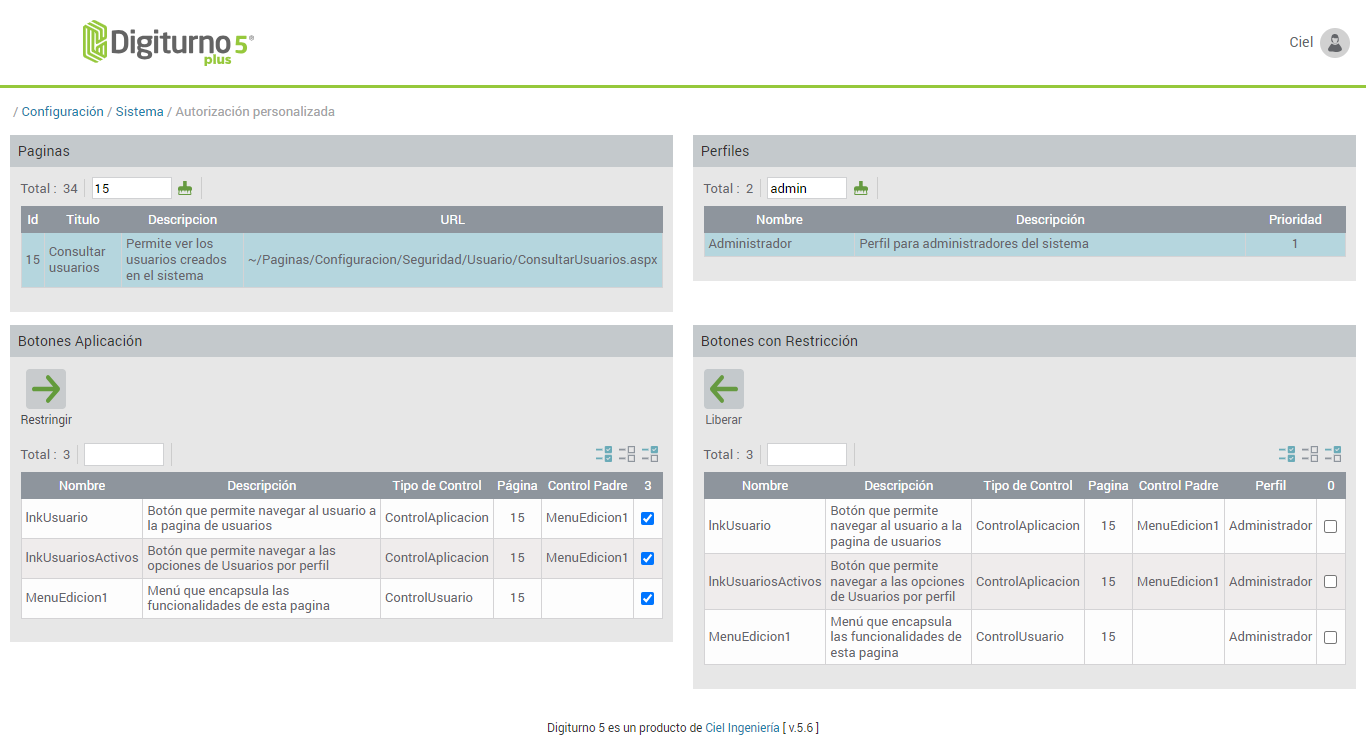 Digiturno 5®
plus
Ciel
/ Configuración / Sistema / Autorización personalizada
Paginas
Total : 34 15
Id Titulo Descripcion URL
15 Consultar usuarios Permite ver los usuarios creados en el sistema ~/Paginas/Configuracion/Seguridad/Usuario/ConsultarUsuarios.aspx
Perfiles
Total : 2 admin
Nombre Descripción Prioridad
Administrador Perfil para administradores del sistema 1
Botones Aplicación
Restringir
Total : 3
Nombre Descripción Tipo de Control Página Control Padre 3
lnkUsuario Botón que permite navegar al usuario a la pagina de usuarios ControlAplicacion 15 MenuEdicion1
lnkUsuariosActivos Botón que permite navegar a las opciones de Usuarios por perfil ControlAplicacion 15 MenuEdicion1
MenuEdicion1 Menú que encapsula las funcionalidades de esta pagina ControlUsuario 15
Botones con Restricción
Liberar
Total : 3
Nombre Descripción Tipo de Control Pagina Control Padre Perfil 0
lnkUsuario Botón que permite navegar al usuario a la pagina de usuarios ControlAplicacion 15 MenuEdicion1 Administrador
lnkUsuariosActivos Botón que permite navegar a las opciones de Usuarios por perfil ControlAplicacion 15 MenuEdicion1 Administrador
MenuEdicion1 Menú que encapsula las funcionalidades de esta pagina ControlUsuario 15 Administrador
Digiturno 5 es un producto de Ciel Ingeniería [ v.5.6 ]